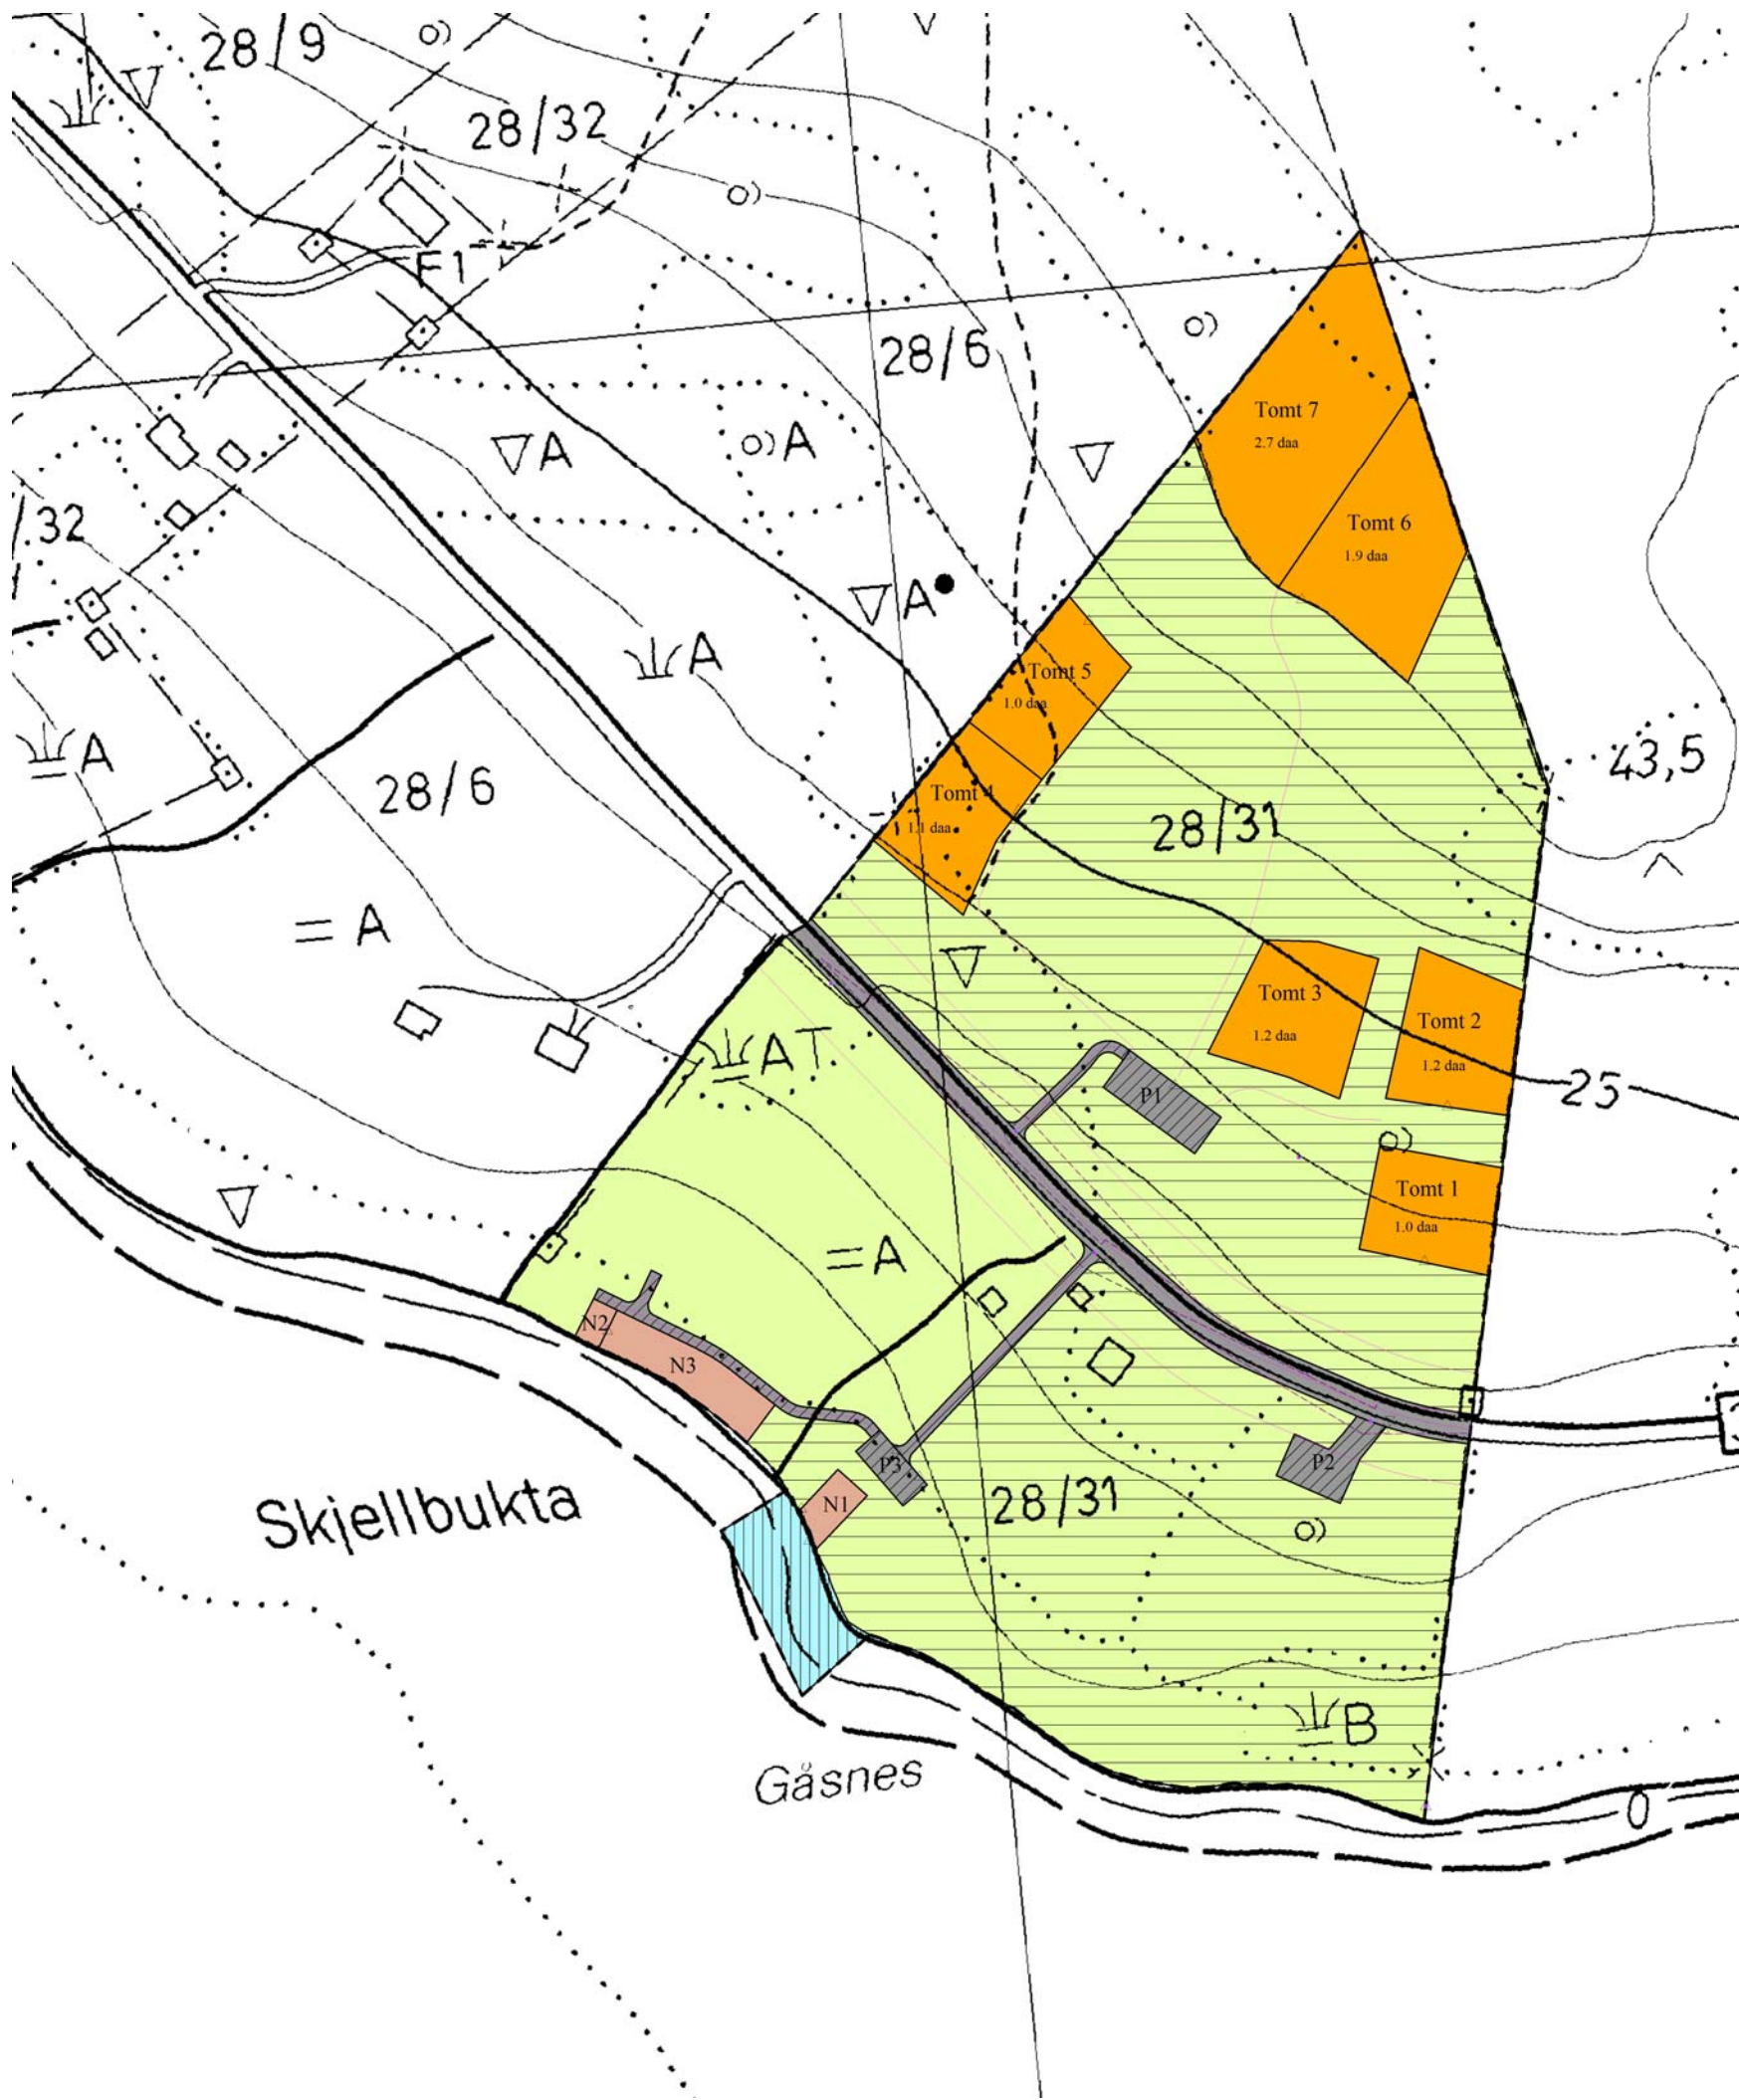 28/9
28/32
F1
28/6
A
A
/32
A
A
A
28/6
= A
Tomt 7
2.7 daa
Tomt 6
1.9 daa
Tomt 5
1.0 daa
Tomt 4
1.1 daa
43,5
28/31
Tomt 3
1.2 daa
Tomt 2
1.2 daa
25
AT
P1
Tomt 1
1.0 daa
=A
N2
N3
P3
P2
N1
28/31
Skjellbukta
B
Gåsnes
0